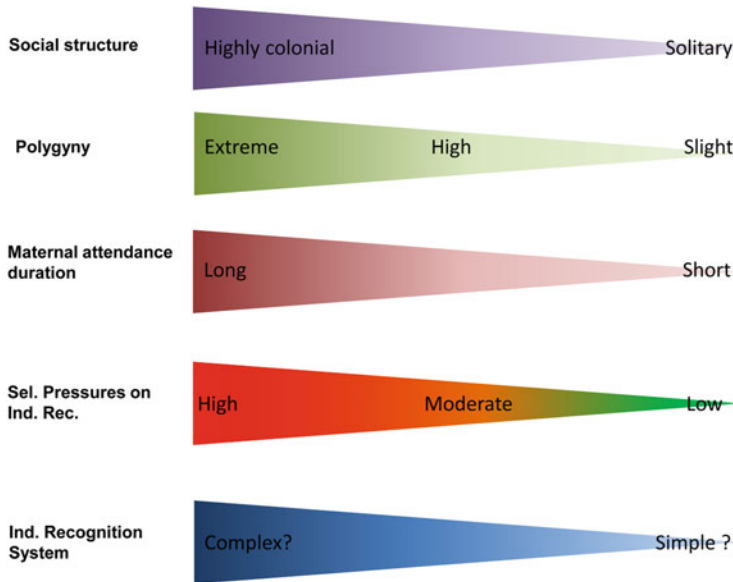 Social structure
Highly colonial
Solitary
Polygyny
Extreme
High
Slight
Maternal attendance
duration
Long
Short
Sel. Pressures on
Ind. Rec.
High
Moderate
Low
Ind. Recognition
System
Complex?
Simple ?